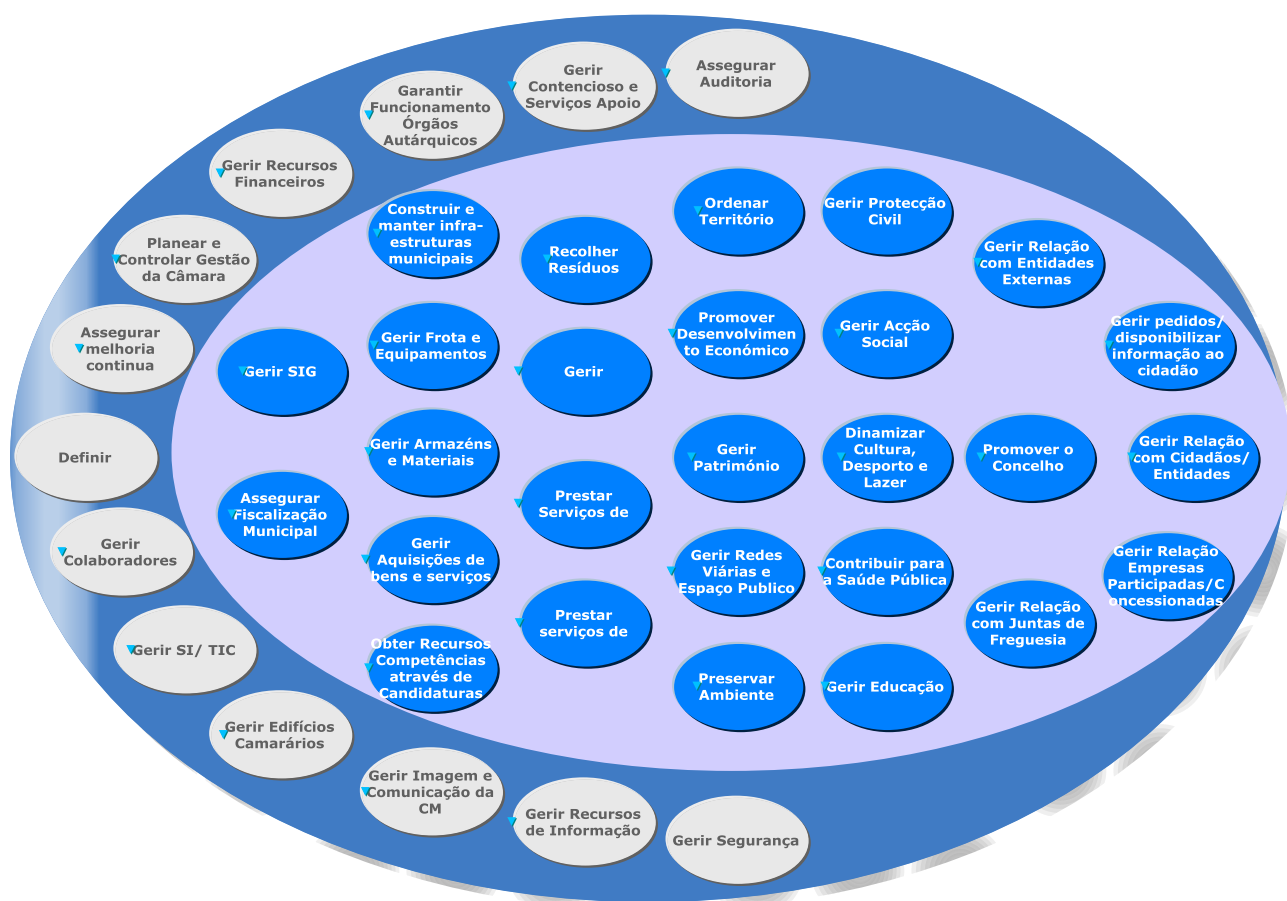 Assegurar
Auditoria
Gerir
Contencioso e
Serviços Apoio
Garantir
Funcionamento
Órgãos
Autárquicos
Gerir Recursos
Financeiros
Planear e
Controlar Gestão
da Câmara
Assegurar
melhoria
continua
Definir
Gerir
Colaboradores
Gerir SI/ TIC
Gerir Edifícios
Camarários
Gerir Imagem e
Comunicação da
CM
Gerir Recursos
de Informação
Gerir Segurança
Gerir SIG
Assegurar
Fiscalização
Municipal
Construir e
manter infra-
estruturas
municipais
Gerir Frota e
Equipamentos
Gerir Armazéns
e Materiais
Gerir
Aquisições de
bens e serviços
Obter Recursos
Competências
através de
Candidaturas
Recolher
Resíduos
Gerir
Prestar
Serviços de
Prestar
serviços de
Ordenar
Território
Promover
Desenvolvimen
to Económico
Gerir
Património
Gerir Redes
Viárias e
Espaço Publico
Preservar
Ambiente
Gerir Protecção
Civil
Gerir Acção
Social
Dinamizar
Cultura,
Desporto e
Lazer
Contribuir para
a Saúde Pública
Gerir Educação
Gerir Relação
com Entidades
Externas
Promover o
Concelho
Gerir Relação
com Juntas de
Freguesia
Gerir pedidos/
disponibilizar
informação ao
cidadão
Gerir Relação
com Cidadãos/
Entidades
Gerir Relação
Empresas
Participadas/C
oncessionadas